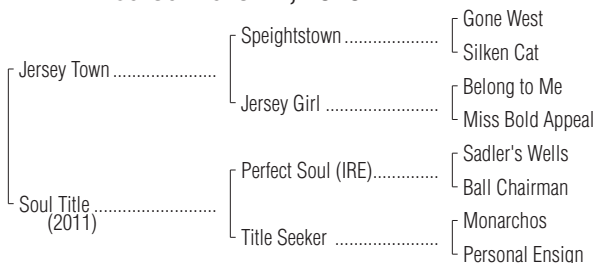 Gone West
Speightstown
Silken Cat
Jersey Town
Belong to Me
Jersey Girl
Miss Bold Appeal
Sadler's Wells
Perfect Soul (IRE)
Ball Chairman
Soul Title
(2011)
Monarchos
Title Seeker
Personal Ensign